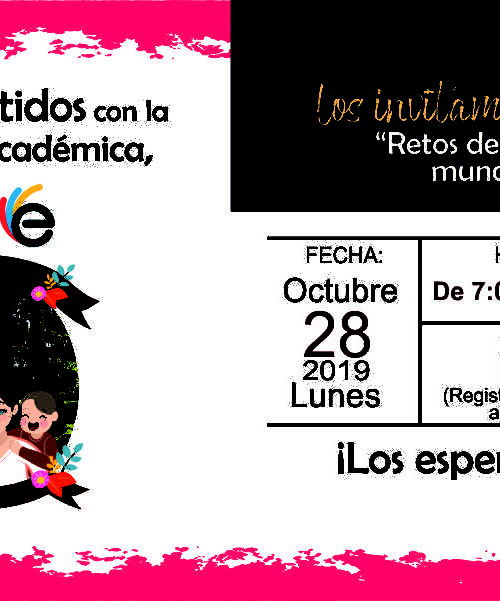 tidos con la
cadémica,
e
Los invitam
“Retos de
mund
FECHA:
Octubre
28
2019
Lunes
H
De 7:0
(Regist
a
¡Los esper